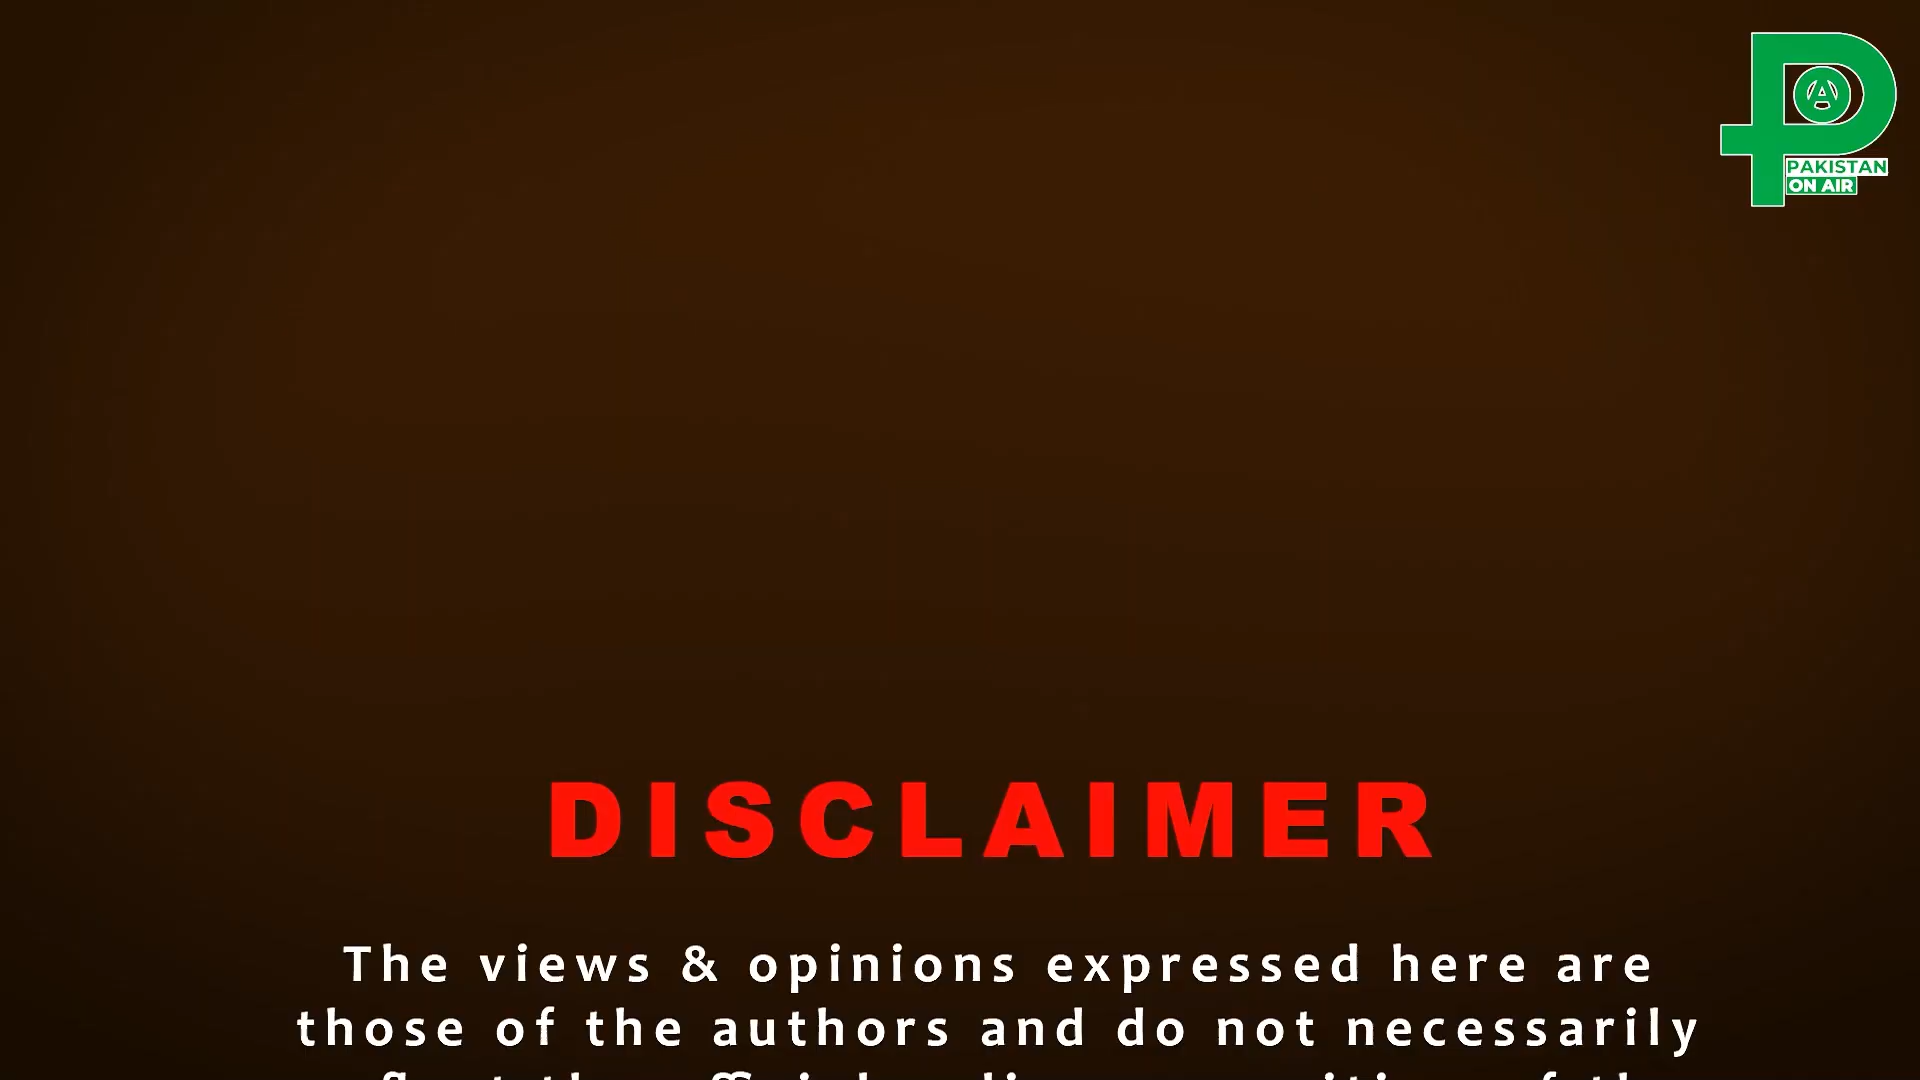 PAKISTAN
ON AIR
DISCLAIMER
The views & opinions expressed here are
those of the authors and do not necessarily